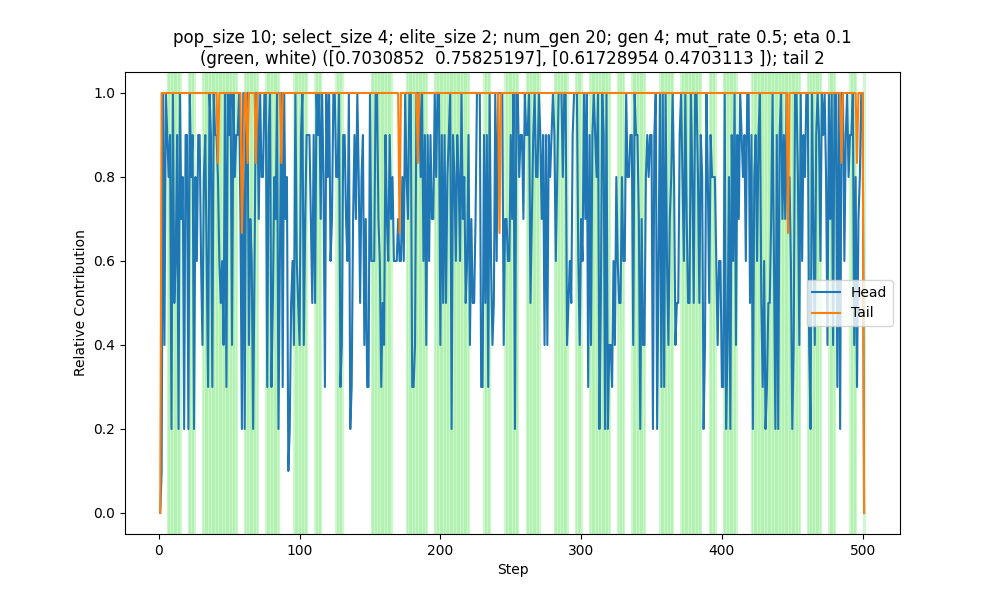 pop_size 10; select_size 4; elite_size 2; num_gen 20; gen 4; mut_rate 0.5; eta 0.1
(green, white) ([0.7030852  0.75825197], [0.61728954 0.4703113 ]); tail 2
1.0
0.8
0.6
0.4
0.2
0.0
Relative Contribution
Head
Tail
0
100
200
300
400
500
Step